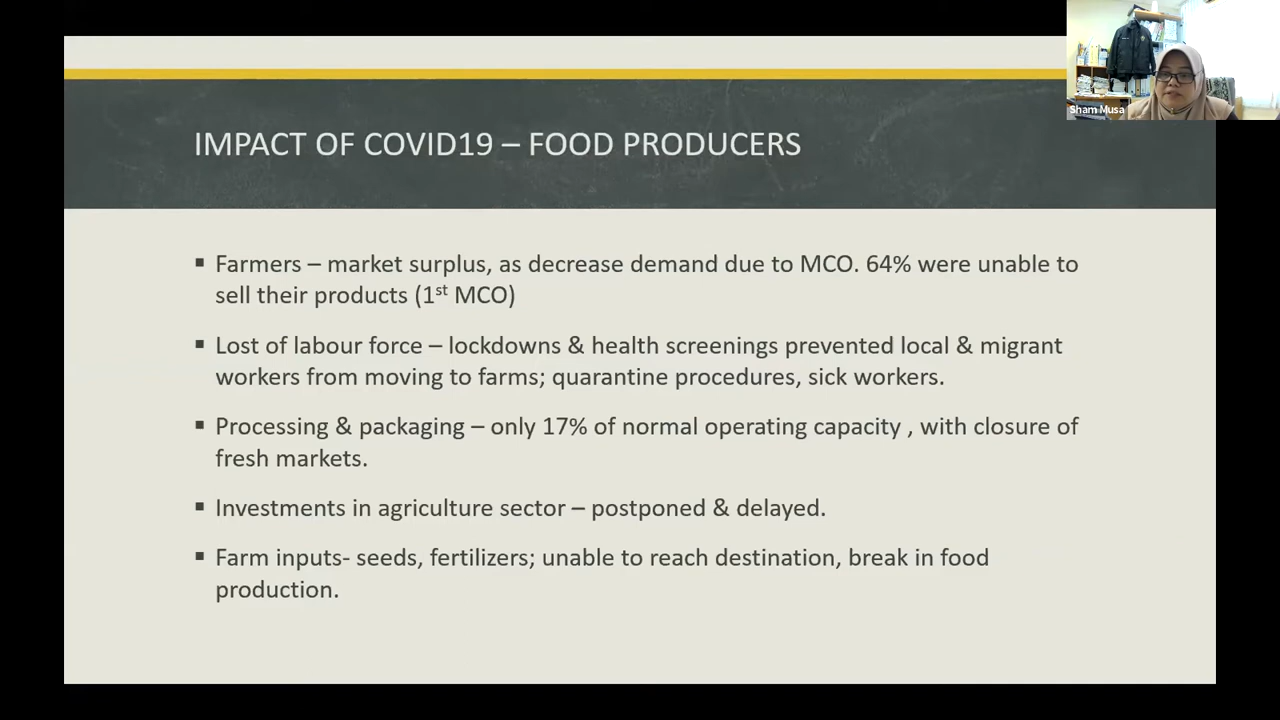 Sham Musa
IMPACT OF COVID19 – FOOD PRODUCERS
▪ Farmers – market surplus, as decrease demand due to MCO. 64% were unable to
sell their products (1st MCO)
▪ Lost of labour force – lockdowns & health screenings prevented local & migrant
workers from moving to farms; quarantine procedures, sick workers.
▪ Processing & packaging – only 17% of normal operating capacity , with closure of
fresh markets.
▪ Investments in agriculture sector – postponed & delayed.
▪ Farm inputs- seeds, fertilizers; unable to reach destination, break in food
production.